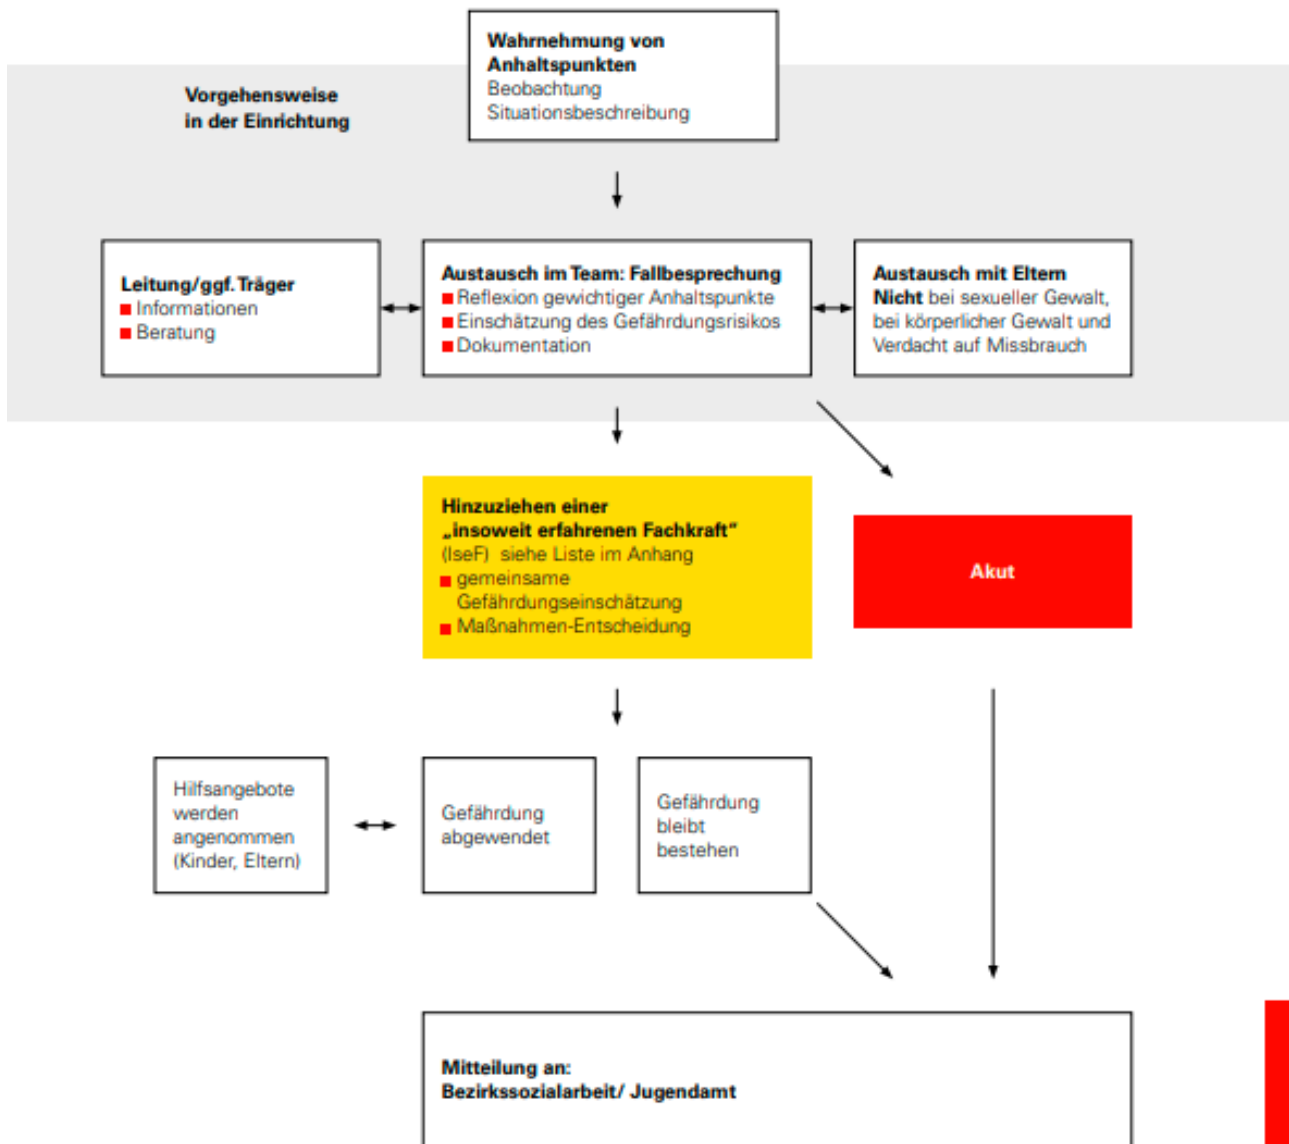 Wahrnehmung von
Anhaltspunkten
Beobachtung
Situationsbeschreibung
Vorgehensweise
in der Einrichtung
Leitung/ggf. Träger
Informationen
Beratung
Austausch im Team: Fallbesprechung
Reflexion gewichtiger Anhaltspunkte
Einschätzung des Gefährdungsrisikos
Dokumentation
Austausch mit Eltern
Nicht bei sexueller Gewalt,
bei körperlicher Gewalt und
Verdacht auf Missbrauch
Hinzuziehen einer
„insoweit erfahrenen Fachkraft“
(IseF) siehe Liste im Anhang
gemeinsame
Gefährdungseinschätzung
Maßnahmen-Entscheidung
Akut
Hilfsangebote
werden
angenommen
(Kinder, Eltern)
Gefährdung
abgewendet
Gefährdung
bleibt
bestehen
Mitteilung an:
Bezirkssozialarbeit/ Jugendamt